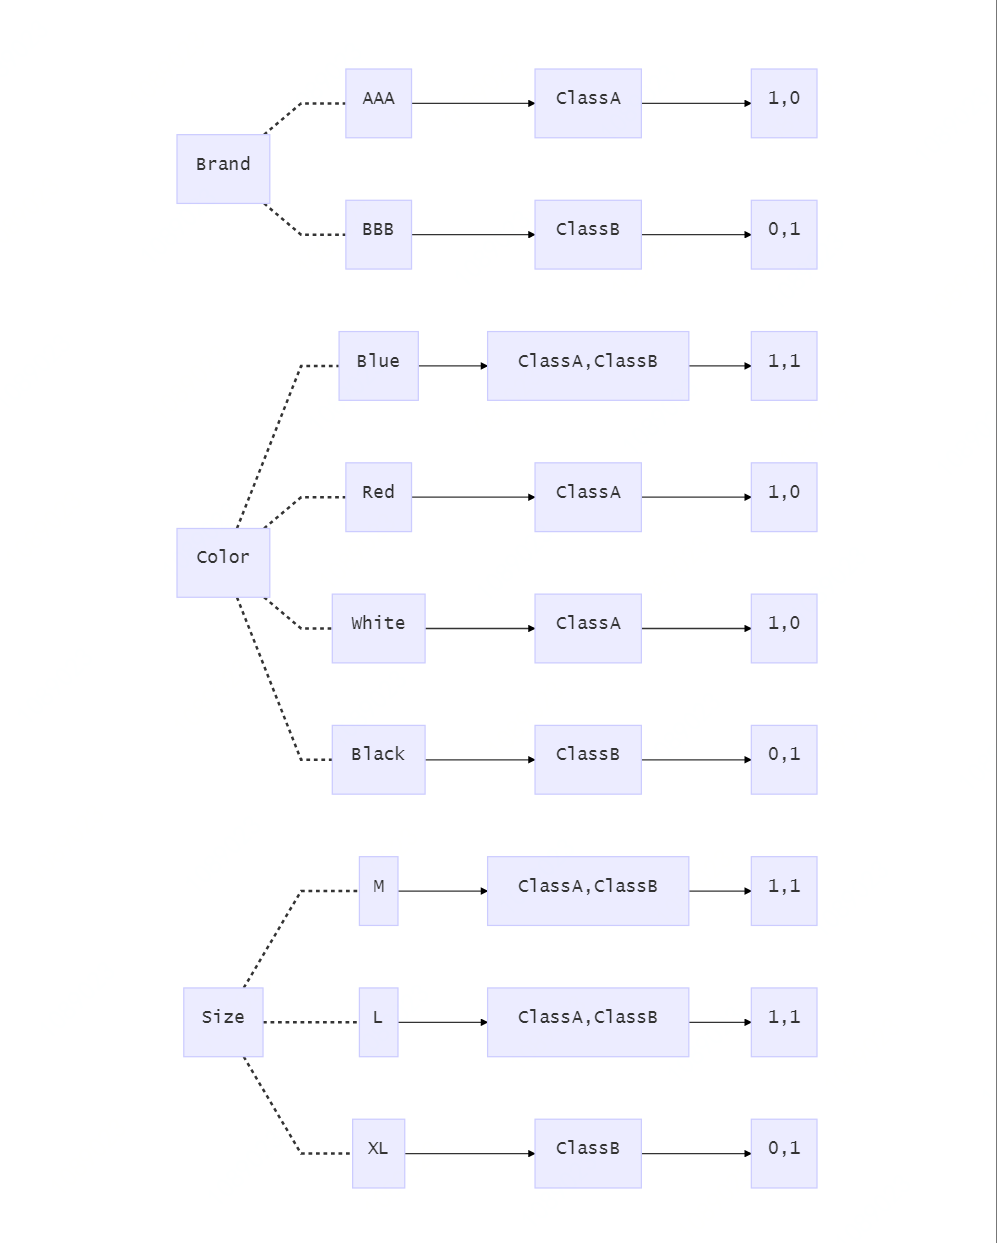 AAA ClassA 1,0
Brand
BBB ClassB 0,1
Blue ClassA,ClassB 1,1
Red ClassA 1,0
Color
White ClassA 1,0
Black ClassB 0,1
M ClassA,ClassB 1,1
Size L ClassA,ClassB 1,1
XL ClassB 0,1